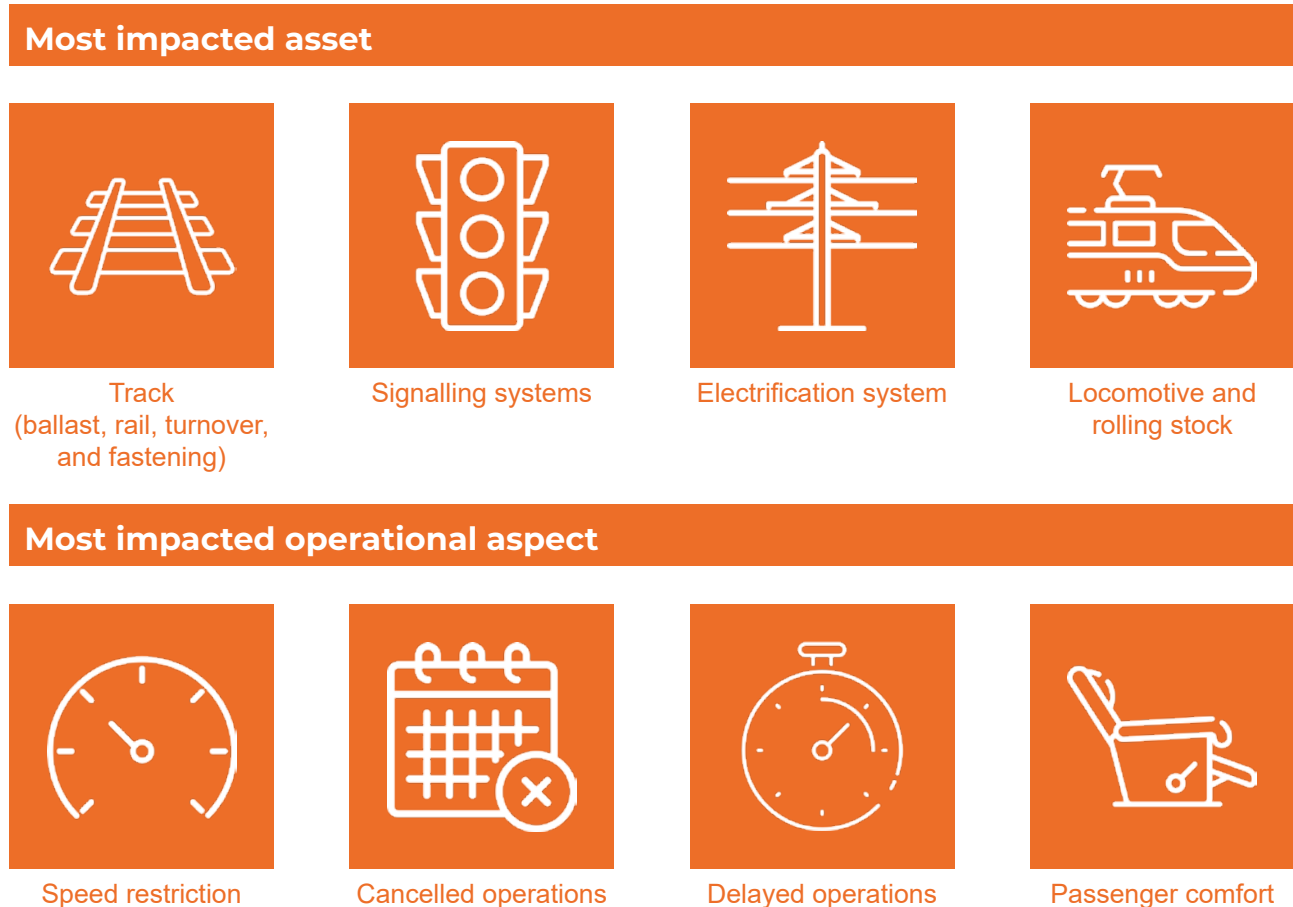 Most impacted asset
Track
(ballast, rail, turnover,
and fastening)
Signalling systems
Electrification system
Locomotive and
rolling stock
Most impacted operational aspect
Speed restriction
Cancelled operations
Delayed operations
Passenger comfort